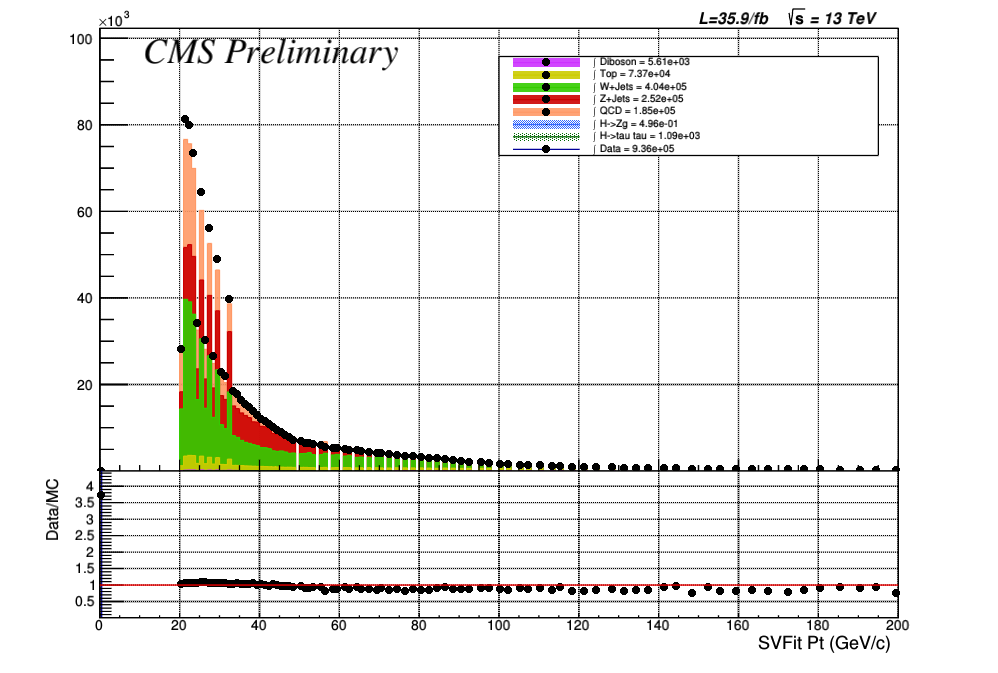 ×10³
L=35.9/fb √s = 13 TeV
CMS Preliminary
100
80
60
40
20
∫ Diboson = 5.61e+03
∫ Top = 7.37e+04
∫ W+Jets = 4.04e+05
∫ Z+Jets = 2.52e+05
∫ QCD = 1.85e+05
∫ H->Zg = 4.96e-01
∫ H->tau tau = 1.09e+03
∫ Data = 9.36e+05
Data/MC
4
3.5
3
2.5
2
1.5
1
0.5
0 20 40 60 80 100 120 140 160 180 200
SVFit Pt (GeV/c)